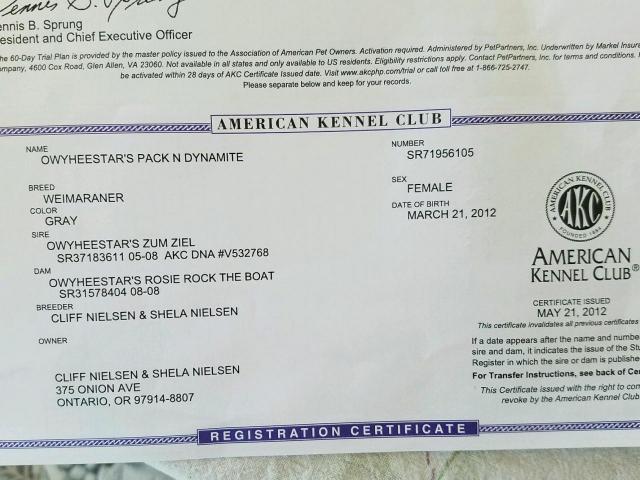 Dennis B. Sprung
ennis B. Sprung
esident and Chief Executive Officer
he 60-Day Trial Plan is provided by the master policy issued to the Association of American Pet Owners. Activation required. Administered by PetPartners, Inc. Underwritten by Markel Insura
ompany, 4600 Cox Road, Glen Allen, VA 23060. Not available in all states and only available to US residents. Eligibility restrictions apply. Contact PetPartners, Inc. for terms and conditions.
be activated within 28 days of AKC Certificate Issued date. Visit www.akcphp.com/trial or call toll free at 1-866-725-2747.
Please separate below and keep for your records.
AMERICAN KENNEL CLUB
NAME
OWYHEESTAR'S PACK N DYNAMITE
NUMBER
SR71956105
BREED
WEIMARANER
SEX
FEMALE
COLOR
GRAY
DATE OF BIRTH
MARCH 21, 2012
SIRE
OWYHEESTAR'S ZUM ZIEL
SR37183611 05-08 AKC DNA #V532768
DAM
OWYHEESTAR'S ROSIE ROCK THE BOAT
SR31578404 08-08
BREEDER
CLIFF NIELSEN & SHELA NIELSEN
OWNER
CLIFF NIELSEN & SHELA NIELSEN
375 ONION AVE
ONTARIO, OR 97914-8807
AMERICAN KENNEL CLUB
AKC
FOUNDED 1884
AMERICAN
KENNEL CLUB®
CERTIFICATE ISSUED
MAY 21, 2012
This certificate invalidates all previous certificates
If a date appears after the name and number
sire and dam, it indicates the issue of the Stu
Register in which the sire or dam is publishe
For Transfer Instructions, see back of Cer
This Certificate issued with the right to corr
revoke by the American Kennel Club
REGISTRATION CERTIFICATE